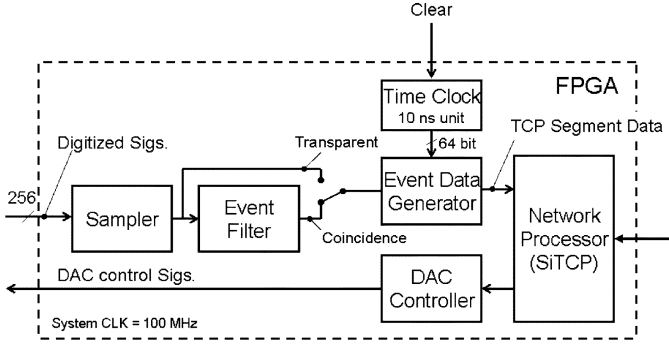 Clear
FPGA
Time Clock
10 ns unit
Digitized Sigs.
Transparent
64 bit
TCP Segment Data
256
Sampler
Event
Filter
Coincidence
Event Data
Generator
Network
Processor
(SiTCP)
DAC control Sigs.
DAC
Controller
System CLK = 100 MHz